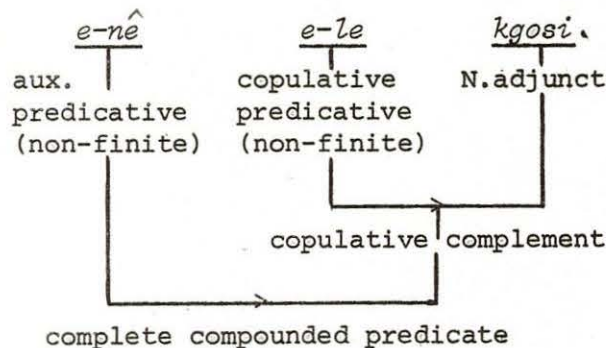 e-nê e-le kgosi.
aux. copulative N.adjunct
predicative predicative
(non-finite) (non-finite)
copulative complement
complete compounded predicate